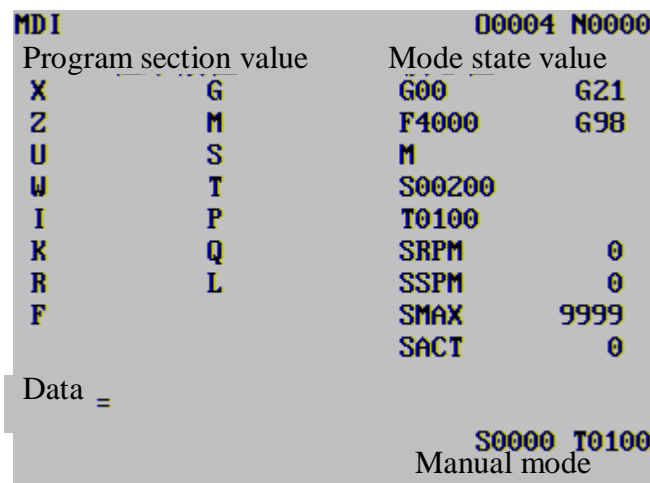 MDI O0004 N0000
Program section value Mode state value
X G G00 G21
Z M F4000 G98
U S M
W T S00200
I P T0100
K Q SRPM 0
R L SSPM 0
F SMAX 9999
SACT 0
Data =
S0000 T0100
Manual mode